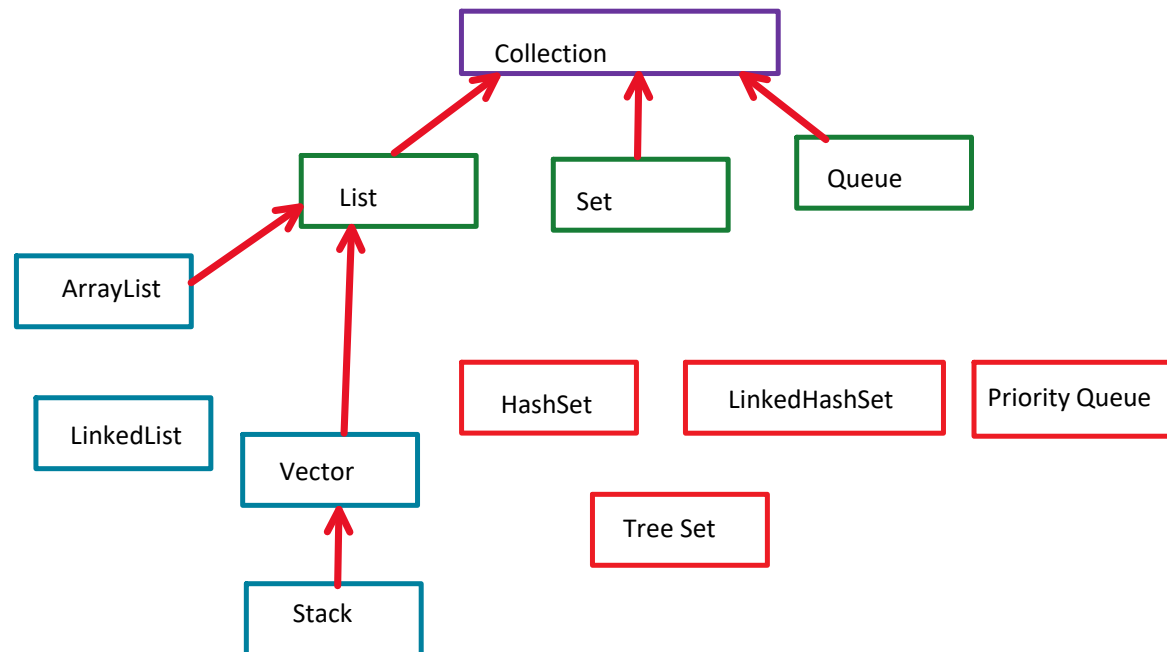 Collection
List
Set
Queue
ArrayList
HashSet
LinkedHashSet
Priority Queue
LinkedList
Vector
Tree Set
Stack